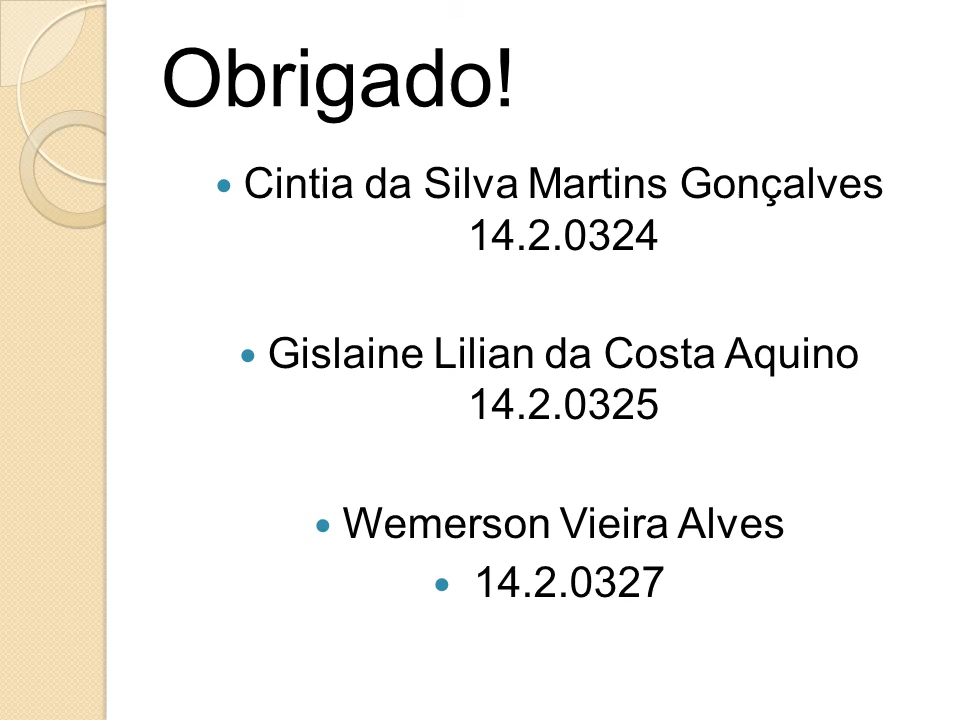 Obrigado!
• Cintia da Silva Martins Gonçalves
14.2.0324
• Gislaine Lilian da Costa Aquino
14.2.0325
• Wemerson Vieira Alves
• 14.2.0327